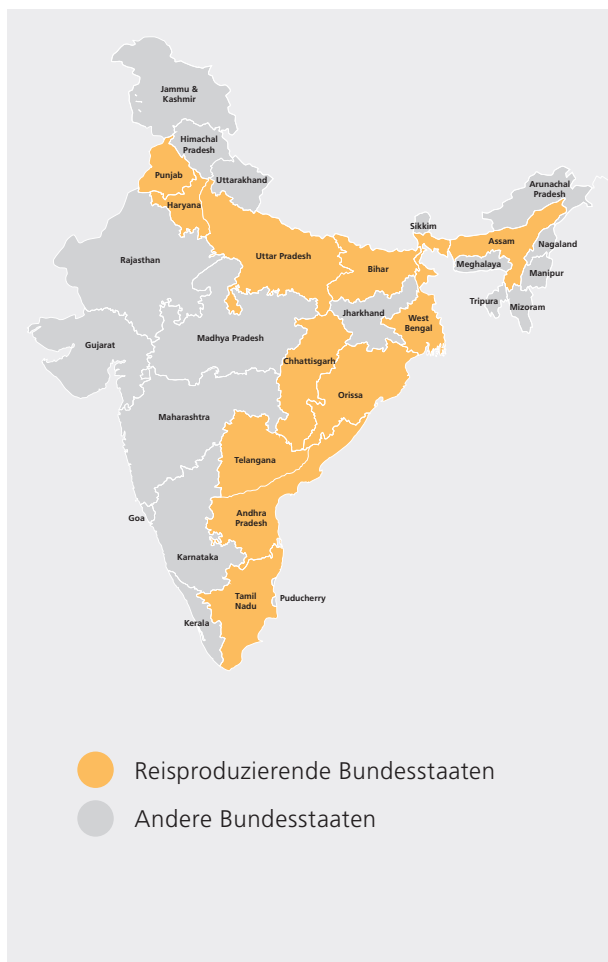 Jammu &
Kashmir
Himachal
Pradesh
Punjab
Uttarakhand
Haryana
Arunachal
Pradesh
Sikkim
Assam
Nagaland
Rajasthan
Uttar Pradesh
Bihar
Meghalaya
Manipur
Tripura
Mizoram
Jharkhand
West
Bengal
Gujarat
Madhya Pradesh
Chhattisgarh
Orissa
Maharashtra
Telangana
Goa
Andhra
Pradesh
Karnataka
Tamil
Nadu
Puducherry
Kerala
Reisproduzierende Bundesstaaten
Andere Bundesstaaten